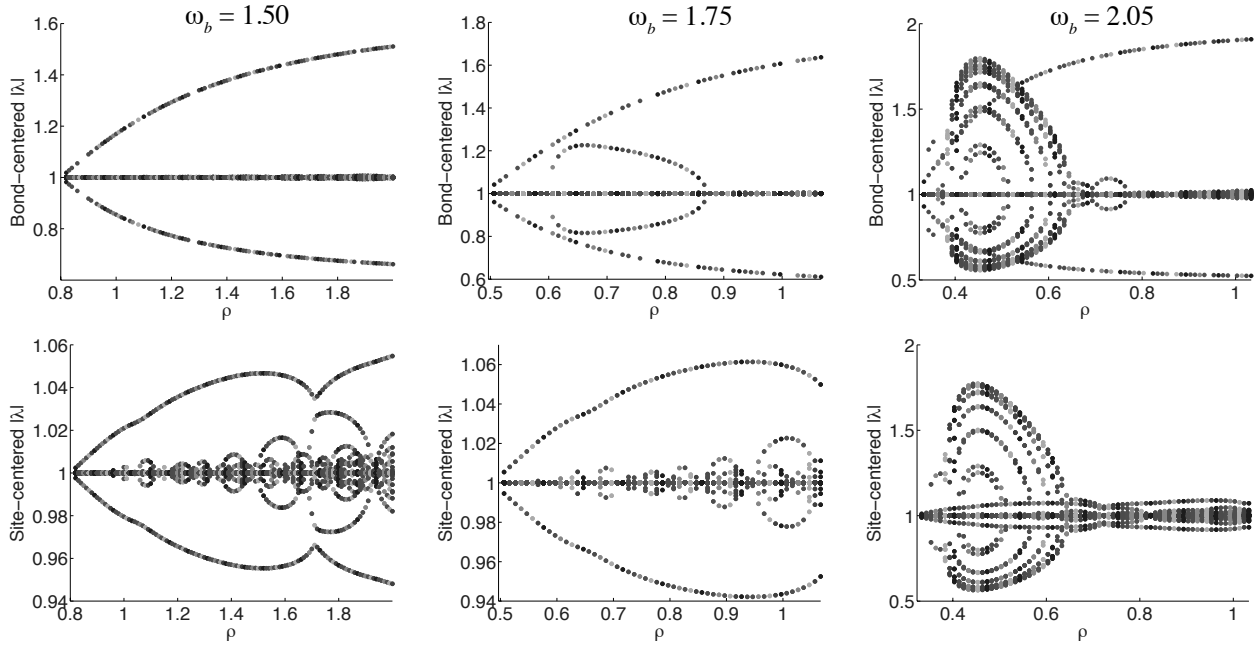 ω_b = 1.50
ω_b = 1.75
ω_b = 2.05
Bond−centered |λ|
1.6
1.4
1.2
1
0.8
0.8 1 1.2 1.4 1.6 1.8
ρ
Bond−centered |λ|
1.8
1.6
1.4
1.2
1
0.8
0.6
0.5 0.6 0.7 0.8 0.9 1
ρ
Bond−centered |λ|
2
1.5
1
0.5
0.4 0.6 0.8 1
ρ
Site−centered |λ|
1.06
1.04
1.02
1
0.98
0.96
0.94
0.8 1 1.2 1.4 1.6 1.8
ρ
Site−centered |λ|
1.06
1.04
1.02
1
0.98
0.96
0.94
0.5 0.6 0.7 0.8 0.9 1
ρ
Site−centered |λ|
2
1.5
1
0.5
0.4 0.6 0.8 1
ρ